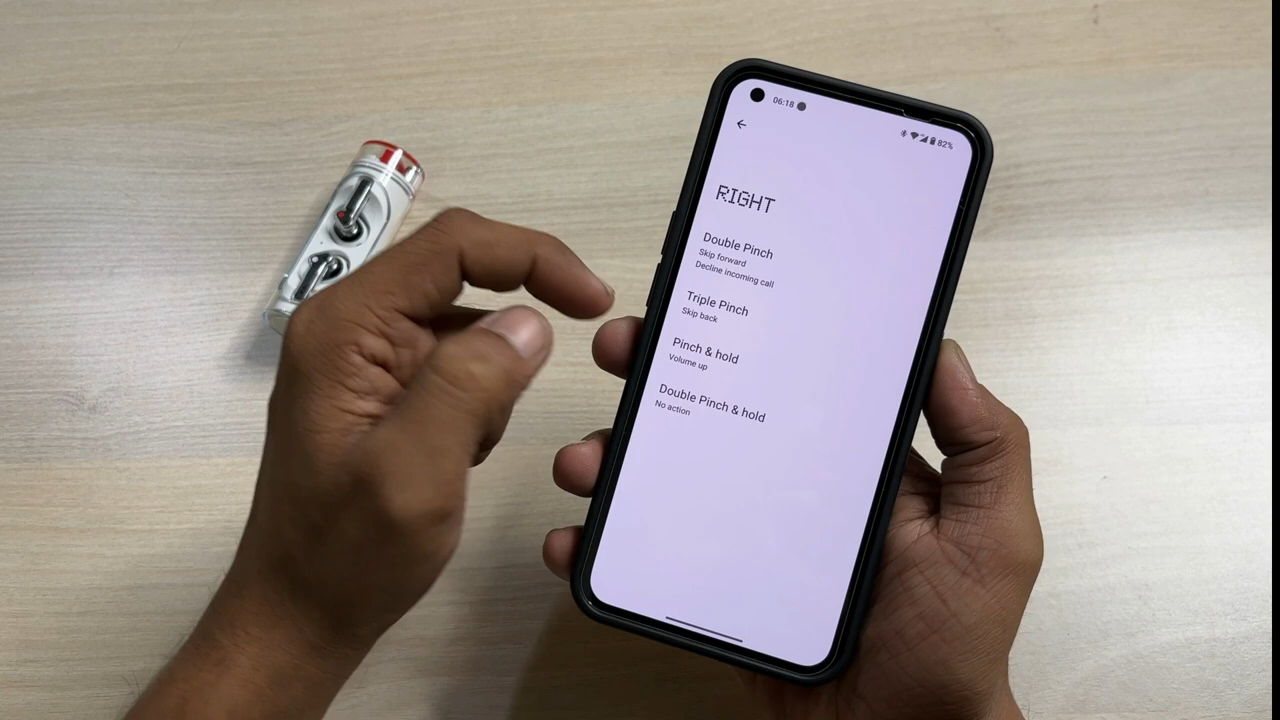 06:18
82%
RIGHT
Double Pinch
Skip forward
Decline incoming call
Triple Pinch
Skip back
Pinch & hold
Volume up
Double Pinch & hold
No action